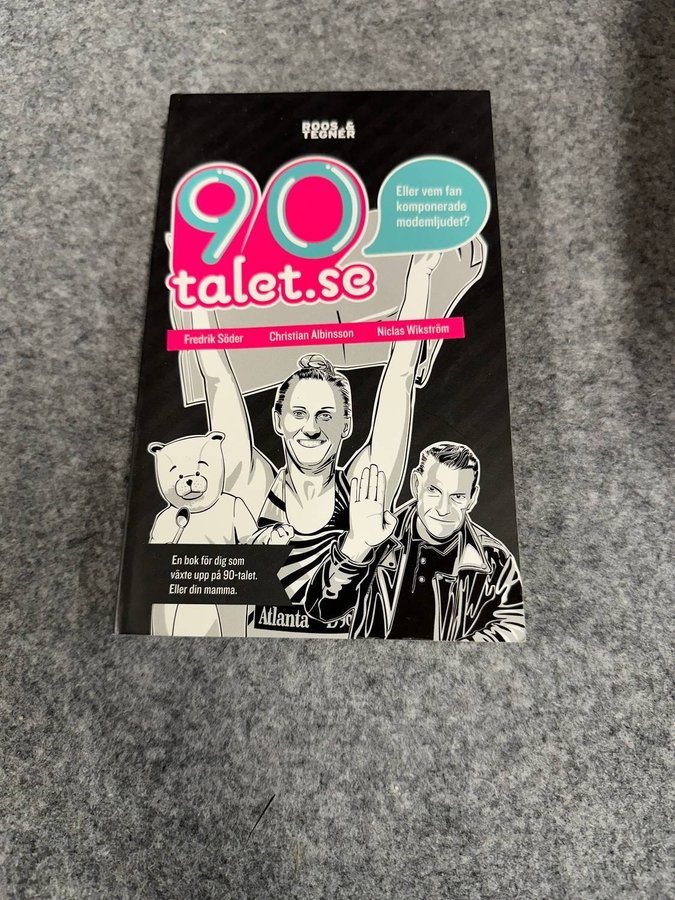 ROOS &
TEGNER
90
talet.se
Eller vem fan
komponerade
modemljudet?
Fredrik Söder Christian Albinsson Niclas Wikström
En bok för dig som
växte upp på 90-talet.
Eller din mamma.
Atlanta